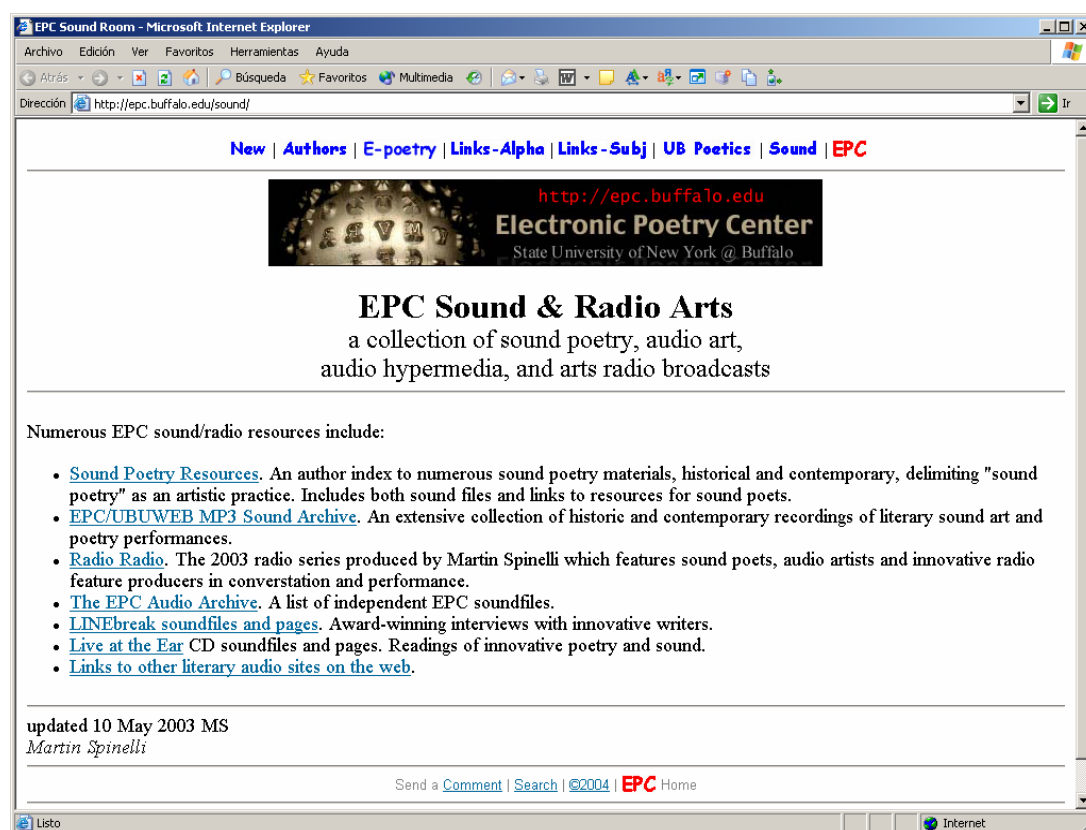 EPC Sound Room - Microsoft Internet Explorer
Archivo Edición Ver Favoritos Herramientas Ayuda
Atrás Búsqueda Favoritos Multimedia
Dirección http://epc.buffalo.edu/sound/ Ir
New | Authors | E-poetry | Links-Alpha | Links-Subj | UB Poetics | Sound | EPC
http://epc.buffalo.edu
Electronic Poetry Center
State University of New York @ Buffalo
EPC Sound & Radio Arts
a collection of sound poetry, audio art,
audio hypermedia, and arts radio broadcasts
Numerous EPC sound/radio resources include:
• Sound Poetry Resources. An author index to numerous sound poetry materials, historical and contemporary, delimiting "sound
poetry" as an artistic practice. Includes both sound files and links to resources for sound poets.
• EPC/UBUWEB MP3 Sound Archive. An extensive collection of historic and contemporary recordings of literary sound art and
poetry performances.
• Radio Radio. The 2003 radio series produced by Martin Spinelli which features sound poets, audio artists and innovative radio
feature producers in converstation and performance.
• The EPC Audio Archive. A list of independent EPC soundfiles.
• LINEbreak soundfiles and pages. Award-winning interviews with innovative writers.
• Live at the Ear CD soundfiles and pages. Readings of innovative poetry and sound.
• Links to other literary audio sites on the web.
updated 10 May 2003 MS
Martin Spinelli
Send a Comment | Search | ©2004 | EPC Home
Listo Internet